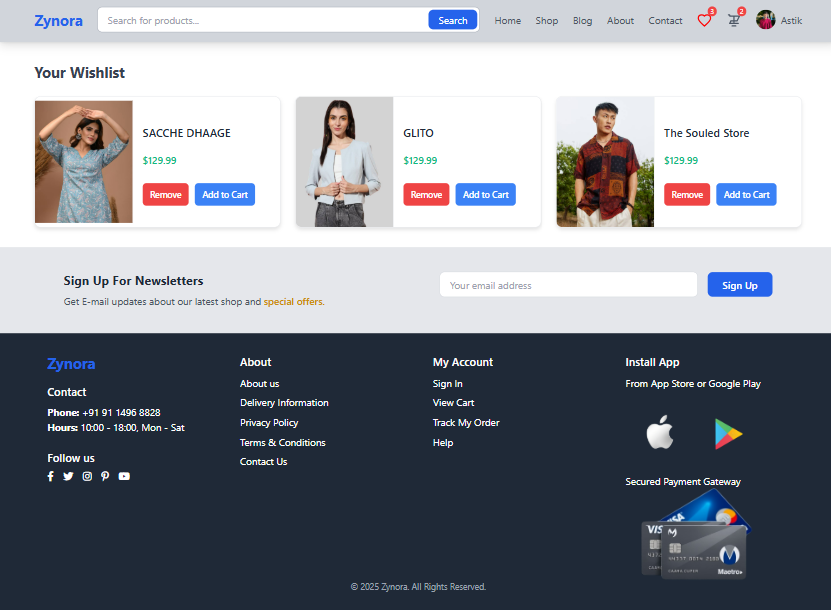 Zynora
Search for products...
Search
Home
Shop
Blog
About
Contact
3
2
Astik
Your Wishlist
SACCHE DHAAGE
$129.99
Remove
Add to Cart
GLITO
$129.99
Remove
Add to Cart
The Souled Store
$129.99
Remove
Add to Cart
Sign Up For Newsletters
Get E-mail updates about our latest shop and special offers.
Your email address
Sign Up
Zynora
Contact
Phone: +91 91 1496 8828
Hours: 10:00 - 18:00, Mon - Sat
Follow us
About
About us
Delivery Information
Privacy Policy
Terms & Conditions
Contact Us
My Account
Sign In
View Cart
Track My Order
Help
Install App
From App Store or Google Play
Secured Payment Gateway
VISA
VIS
Maetro
© 2025 Zynora. All Rights Reserved.